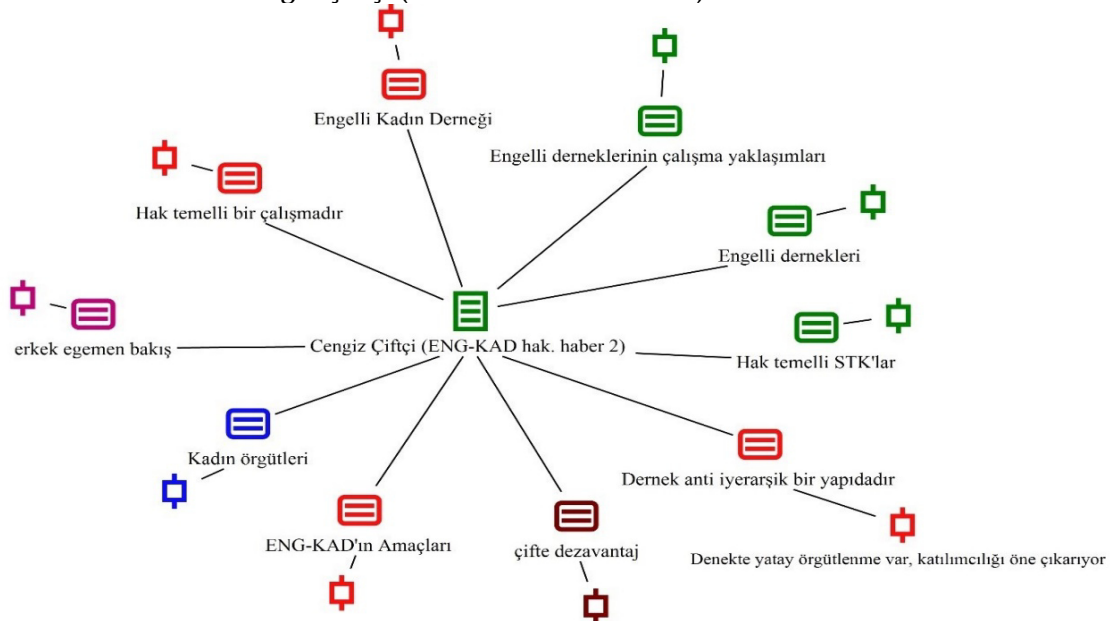 Engelli Kadın Derneği
Engelli derneklerinin çalışma yaklaşımları
Hak temelli bir çalışmadır
Engelli dernekleri
erkek egemen bakış
Cengiz Çiftçi (ENG-KAD hak. haber 2)
Hak temelli STK'lar
Kadın örgütleri
Dernek anti iyerarşik bir yapıdadır
ENG-KAD'ın Amaçları
çifte dezavantaj
Denekte yatay örgütlenme var, katılımcılığı öne çıkarıyor